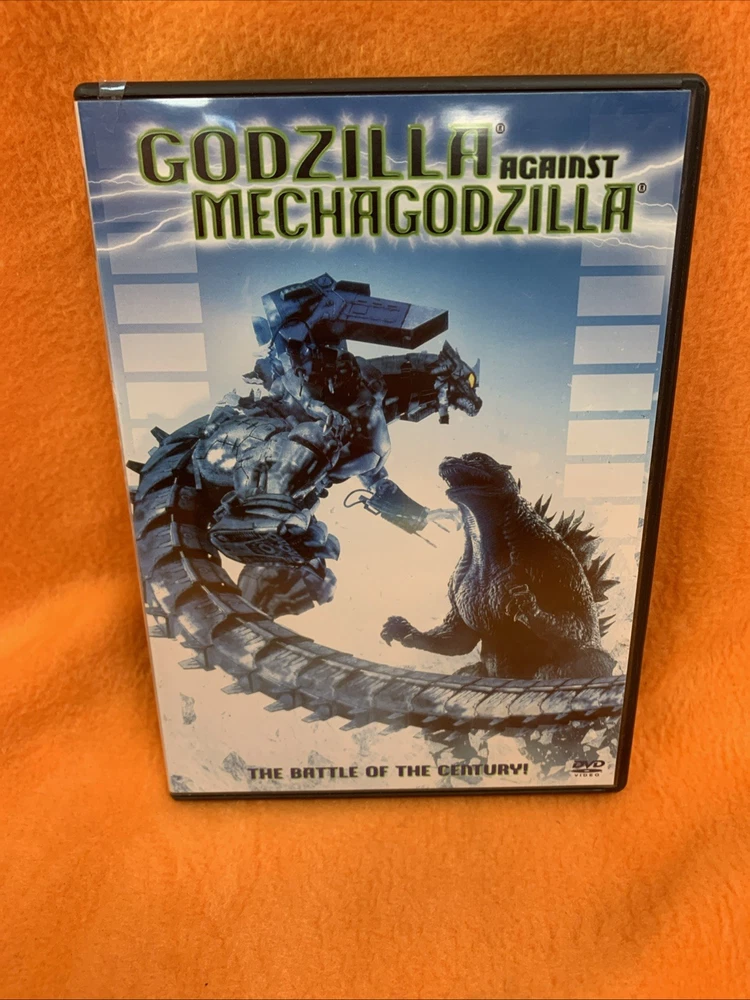 GODZILLA® AGAINST
MECHAGODZILLA®
THE BATTLE OF THE CENTURY!
DVD
VIDEO